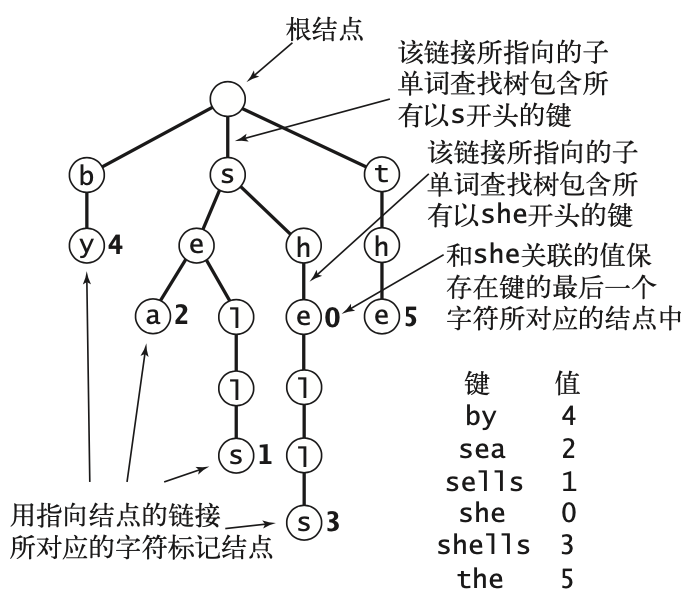 根结点
该链接所指向的子
单词查找树包含所
有以s开头的键
该链接所指向的子
单词查找树包含所
有以she开头的键
b
s
t
y 4
e
h
h
和she关联的值保
存在键的最后一个
字符所对应的结点中
a 2
l
e 0
e 5
l
l
s 1
l
s 3
用指向结点的链接
所对应的字符标记结点
键 值
by 4
sea 2
sells 1
she 0
shells 3
the 5